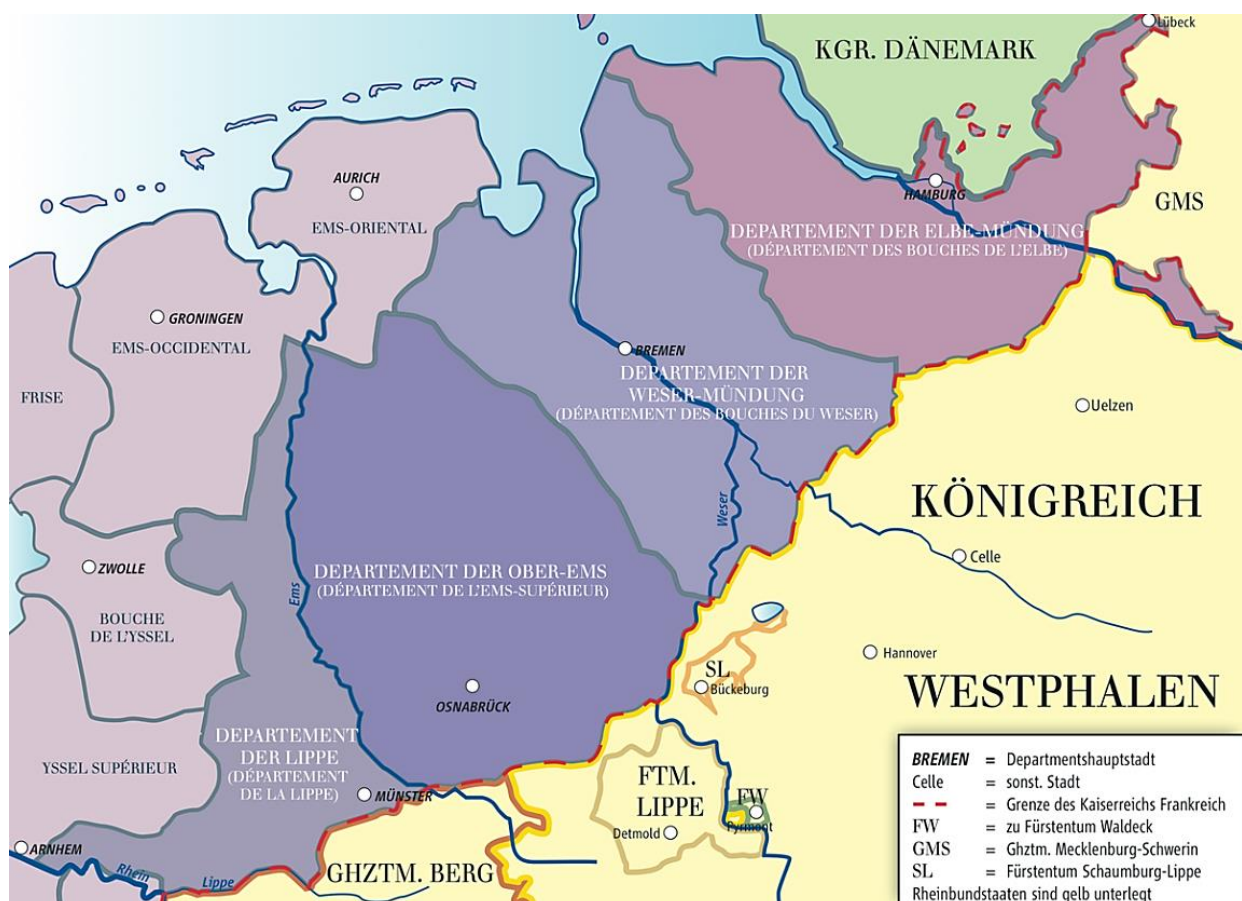 Lübeck
KGR. DÄNEMARK
AURICH
EMS-ORIENTAL
HAMBURG
GMS
DEPARTEMENT DER ELBE-MÜNDUNG
(DÉPARTEMENT DES BOUCHES DE L'ELBE)
GRONINGEN
EMS-OCCIDENTAL
BREMEN
DEPARTEMENT DER
WESER-MÜNDUNG
(DÉPARTEMENT DES BOUCHES DU WESER)
FRISE
Uelzen
KÖNIGREICH
Weser
Celle
ZWOLLE
DEPARTEMENT DER OBER-EMS
(DÉPARTEMENT DE L'EMS-SUPÉRIEUR)
Ems
BOUCHE
DE L'YSSEL
Hannover
SL
Bückeburg
WESTPHALEN
OSNABRÜCK
DEPARTEMENT
DER LIPPE
(DÉPARTEMENT
DE LA LIPPE)
YSSEL SUPÉRIEUR
MÜNSTER
FTM.
LIPPE
FW
Pyrmont
Detmold
ARNHEM
Rhein
Lippe
GHZTM. BERG
BREMEN = Departmentshauptstadt
Celle = sonst. Stadt
= Grenze des Kaiserreichs Frankreich
FW = zu Fürstentum Waldeck
GMS = Ghztm. Mecklenburg-Schwerin
SL = Fürstentum Schaumburg-Lippe
Rheinbundstaaten sind gelb unterlegt